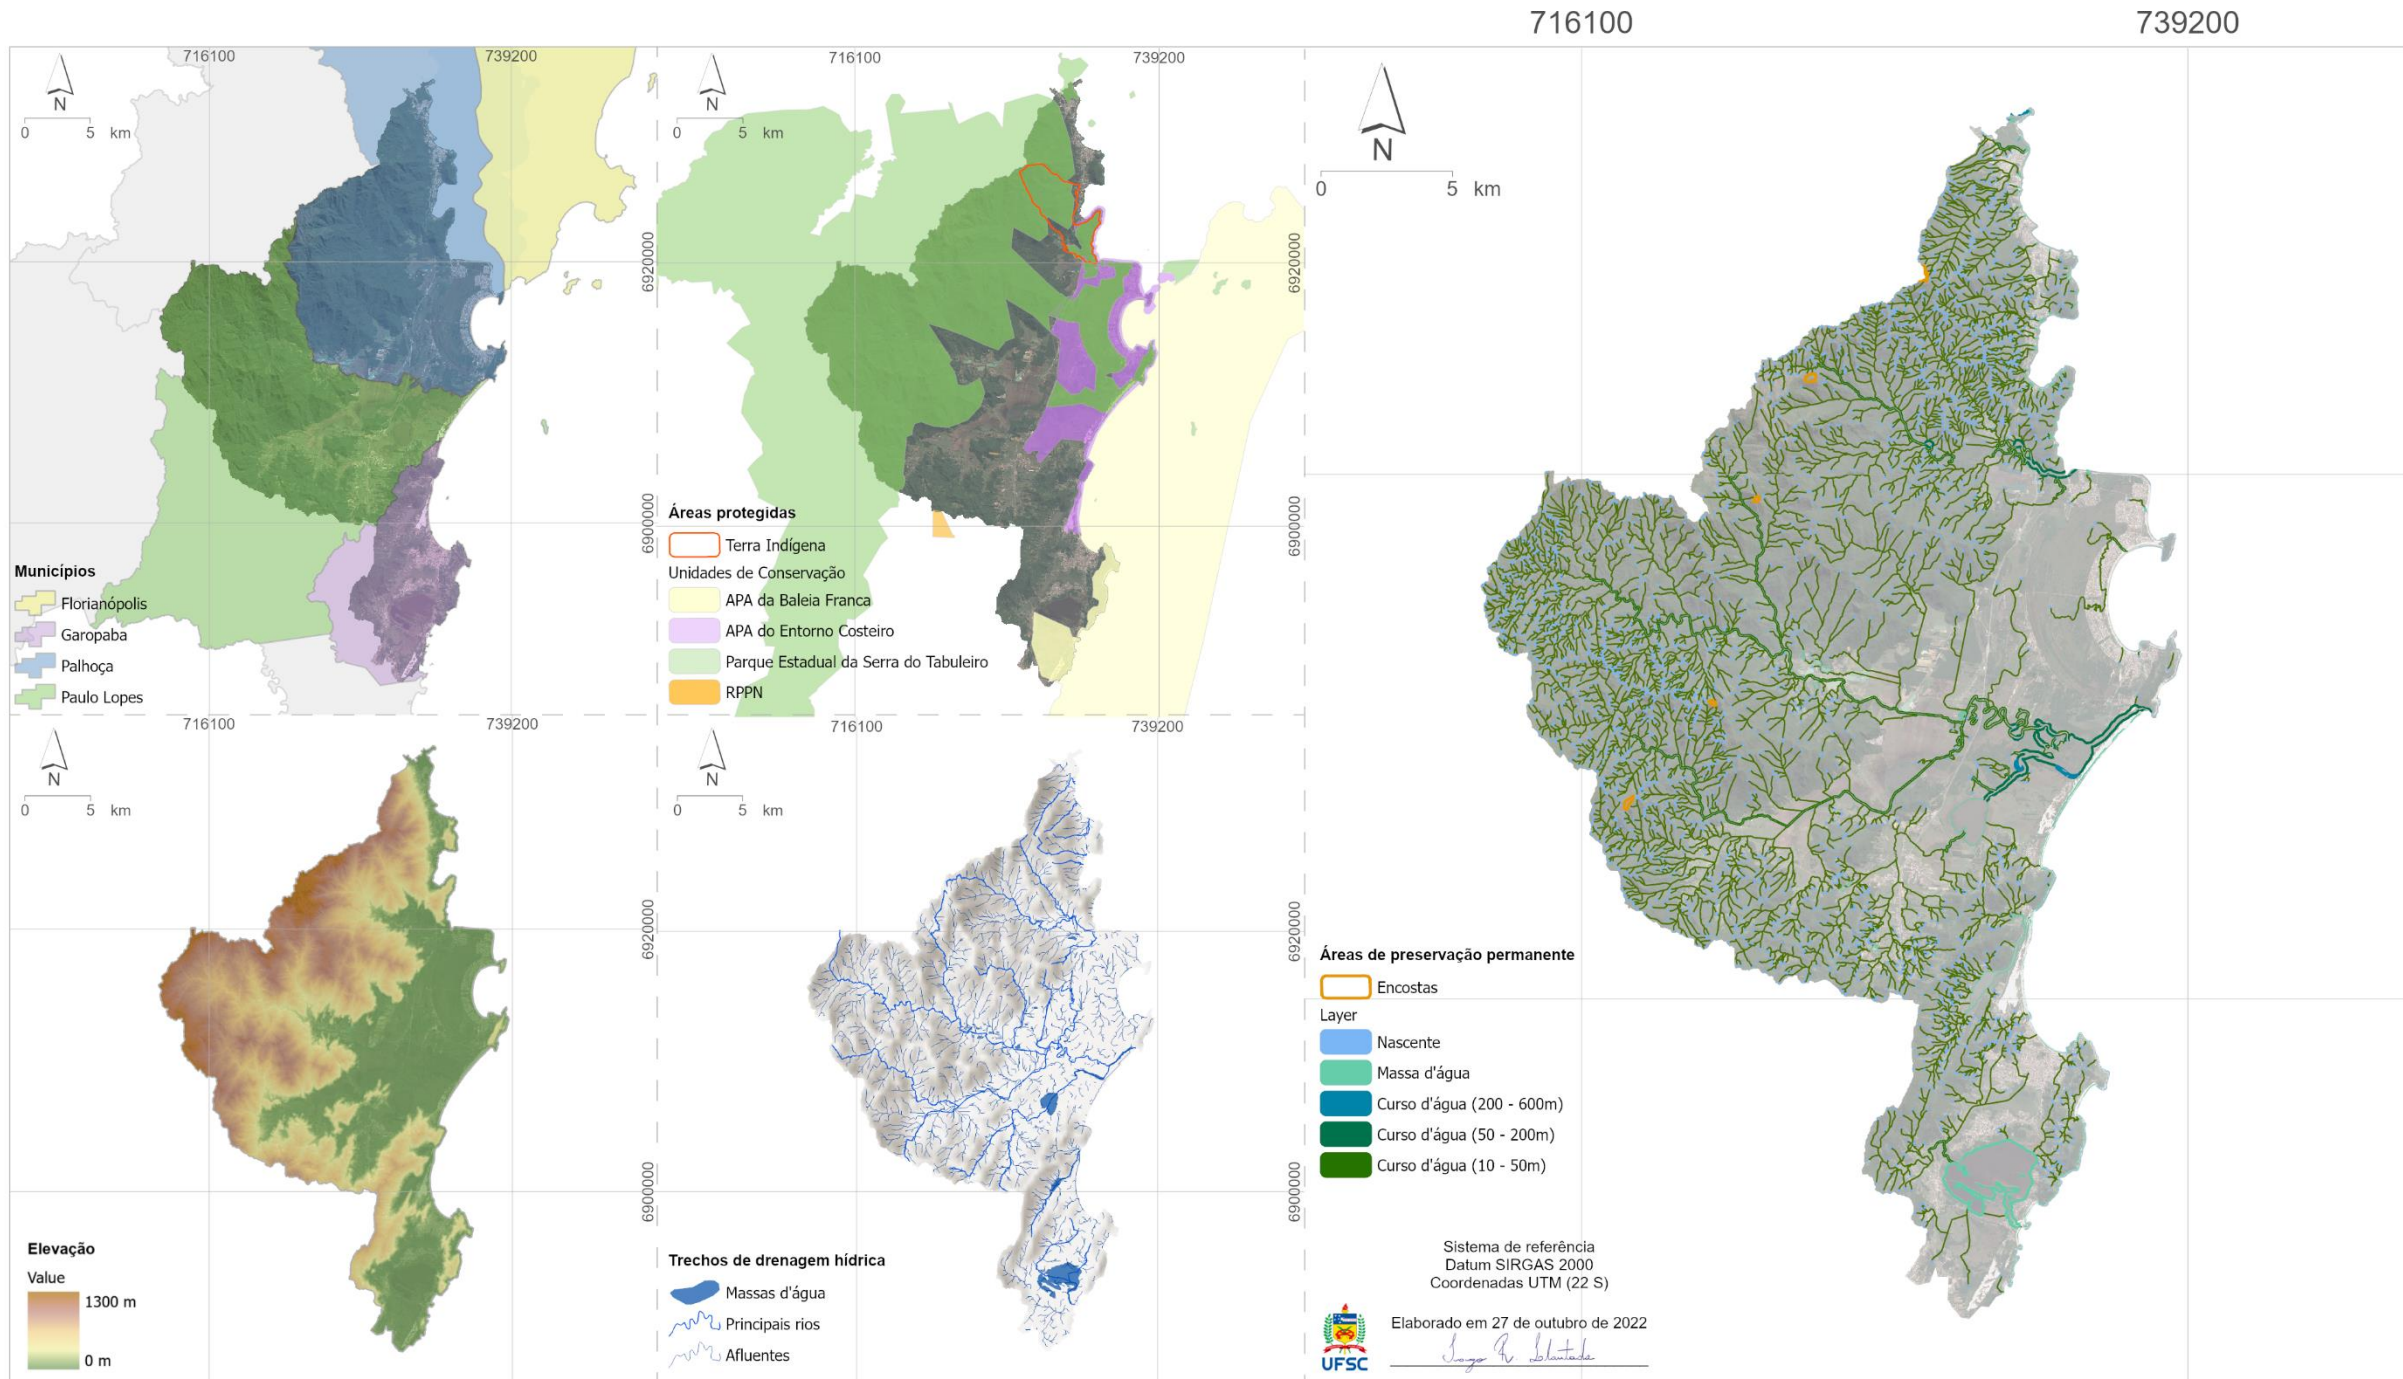 716100
739200
N
0 5 km
Municípios
Florianópolis
Garopaba
Palhoça
Paulo Lopes
716100
739200
6920000
6900000
N
0 5 km
Áreas protegidas
Terra Indígena
Unidades de Conservação
APA da Baleia Franca
APA do Entorno Costeiro
Parque Estadual da Serra do Tabuleiro
RPPN
716100
739200
6920000
6900000
N
0 5 km
Elevação
Value
1300 m
0 m
716100
739200
6920000
6900000
N
0 5 km
Trechos de drenagem hídrica
Massas d'água
Principais rios
Afluentes
716100
739200
6920000
6900000
N
0 5 km
Áreas de preservação permanente
Encostas
Layer
Nascente
Massa d'água
Curso d'água (200 - 600m)
Curso d'água (50 - 200m)
Curso d'água (10 - 50m)
Sistema de referência
Datum SIRGAS 2000
Coordenadas UTM (22 S)
UFSC
Elaborado em 27 de outubro de 2022